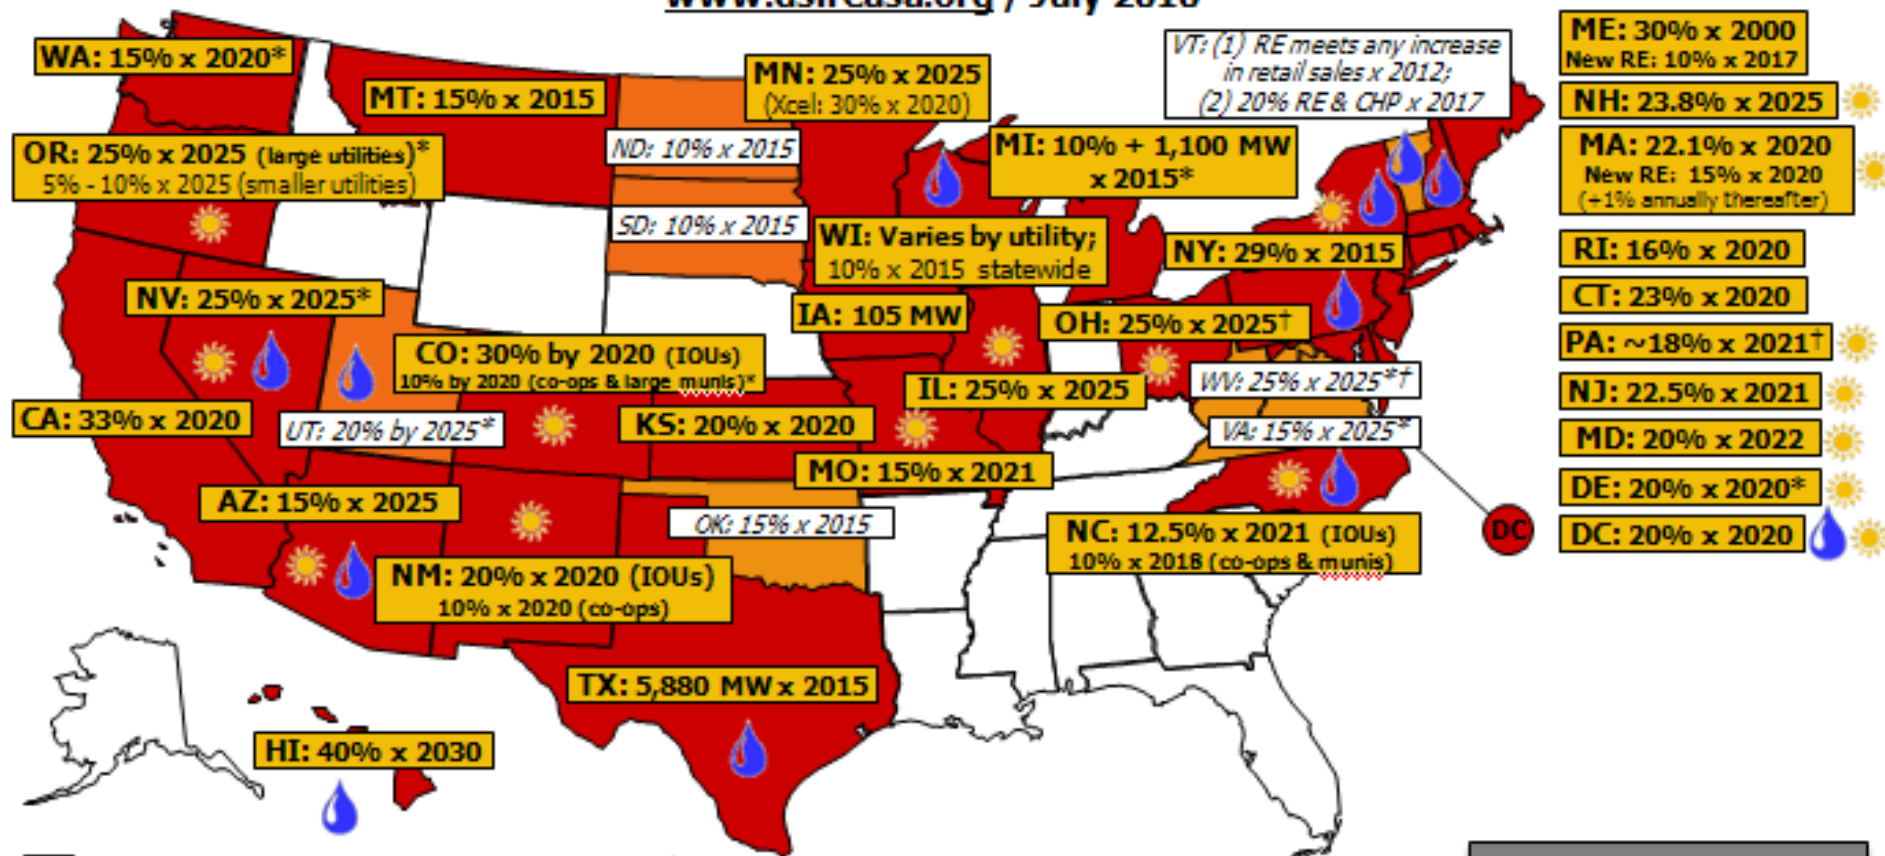 www.dsireusa.org / July 2010
WA: 15% x 2020*
MT: 15% x 2015
MN: 25% x 2025
(Xcel: 30% x 2020)
VT: (1) RE meets any increase
in retail sales x 2012;
(2) 20% RE & CHP x 2017
ME: 30% x 2000
New RE: 10% x 2017
NH: 23.8% x 2025
OR: 25% x 2025 (large utilities)*
5% - 10% x 2025 (smaller utilities)
ND: 10% x 2015
MI: 10% + 1,100 MW
x 2015*
MA: 22.1% x 2020
New RE: 15% x 2020
(+1% annually thereafter)
SD: 10% x 2015
WI: Varies by utility;
10% x 2015 statewide
NY: 29% x 2015
RI: 16% x 2020
NV: 25% x 2025*
IA: 105 MW
OH: 25% x 2025†
CT: 23% x 2020
CO: 30% by 2020 (IOUs)
10% by 2020 (co-ops & large munis)*
PA: ~18% x 2021†
IL: 25% x 2025
WV: 25% x 2025*†
NJ: 22.5% x 2021
CA: 33% x 2020
UT: 20% by 2025*
KS: 20% x 2020
VA: 15% x 2025*
MD: 20% x 2022
MO: 15% x 2021
DE: 20% x 2020*
AZ: 15% x 2025
OK: 15% x 2015
NC: 12.5% x 2021 (IOUs)
10% x 2018 (co-ops & munis)
DC
DC: 20% x 2020
NM: 20% x 2020 (IOUs)
10% x 2020 (co-ops)
TX: 5,880 MW x 2015
HI: 40% x 2030